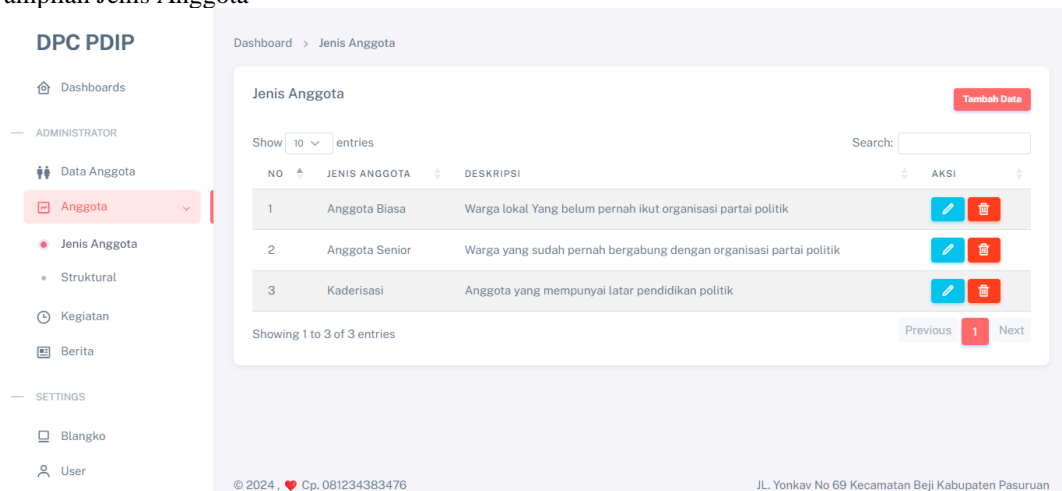 DPC PDIP
Dashboards
ADMINISTRATOR
Data Anggota
Anggota
Jenis Anggota
Struktural
Kegiatan
Berita
SETTINGS
Blangko
User
Dashboard > Jenis Anggota
Jenis Anggota
Tambah Data
Show 10 entries
Search:
NO JENIS ANGGOTA DESKRIPSI AKSI
1 Anggota Biasa Warga lokal Yang belum pernah ikut organisasi partai politik
2 Anggota Senior Warga yang sudah pernah bergabung dengan organisasi partai politik
3 Kaderisasi Anggota yang mempunyai latar pendidikan politik
Showing 1 to 3 of 3 entries
Previous 1 Next
© 2024 , ❤️ Cp. 081234383476
JL. Yonkav No 69 Kecamatan Beji Kabupaten Pasuruan